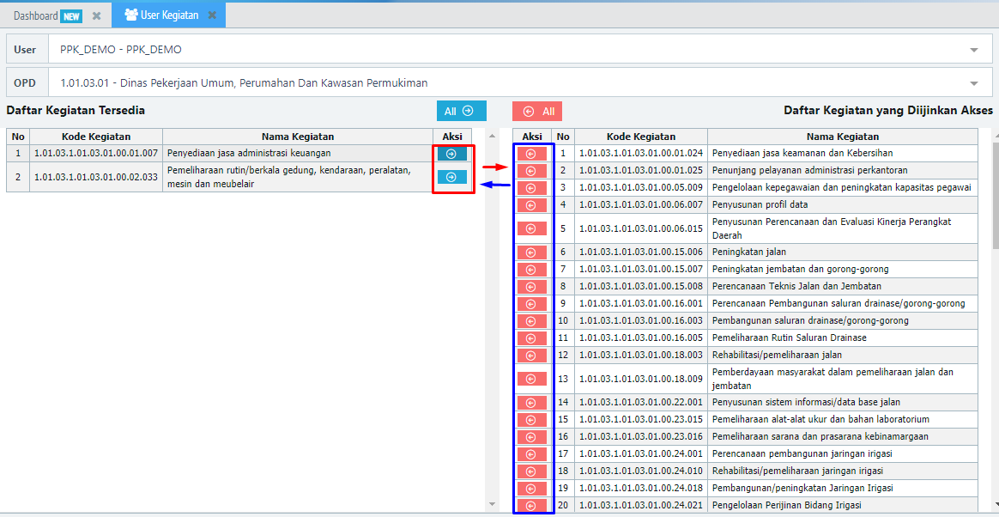 Dashboard NEW
User Kegiatan
User PPK_DEMO - PPK_DEMO
OPD 1.01.03.01 - Dinas Pekerjaan Umum, Perumahan Dan Kawasan Permukiman
Daftar Kegiatan Tersedia All
No Kode Kegiatan Nama Kegiatan Aksi
1 1.01.03.1.01.03.01.00.01.007 Penyediaan jasa administrasi keuangan
2 1.01.03.1.01.03.01.00.02.033 Pemeliharaan rutin/berkala gedung, kendaraan, peralatan,
mesin dan meubelair
All Daftar Kegiatan yang Diijinkan Akses
Aksi No Kode Kegiatan Nama Kegiatan
1 1.01.03.1.01.03.01.00.01.024 Penyediaan jasa keamanan dan Kebersihan
2 1.01.03.1.01.03.01.00.01.025 Penunjang pelayanan administrasi perkantoran
3 1.01.03.1.01.03.01.00.05.009 Pengelolaan kepegawaian dan peningkatan kapasitas pegawai
4 1.01.03.1.01.03.01.00.06.007 Penyusunan profil data
5 1.01.03.1.01.03.01.00.06.015 Penyusunan Perencanaan dan Evaluasi Kinerja Perangkat
Daerah
6 1.01.03.1.01.03.01.00.15.006 Peningkatan jalan
7 1.01.03.1.01.03.01.00.15.007 Peningkatan jembatan dan gorong-gorong
8 1.01.03.1.01.03.01.00.15.008 Perencanaan Teknis Jalan dan Jembatan
9 1.01.03.1.01.03.01.00.16.001 Perencanaan Pembangunan saluran drainase/gorong-gorong
10 1.01.03.1.01.03.01.00.16.003 Pembangunan saluran drainase/gorong-gorong
11 1.01.03.1.01.03.01.00.16.005 Pemeliharaan Rutin Saluran Drainase
12 1.01.03.1.01.03.01.00.18.003 Rehabilitasi/pemeliharaan jalan
13 1.01.03.1.01.03.01.00.18.009 Pemberdayaan masyarakat dalam pemeliharaan jalan dan
jembatan
14 1.01.03.1.01.03.01.00.22.001 Penyusunan sistem informasi/data base jalan
15 1.01.03.1.01.03.01.00.23.015 Pemeliharaan alat-alat ukur dan bahan laboratorium
16 1.01.03.1.01.03.01.00.23.016 Pemeliharaan sarana dan prasarana kebinamargaan
17 1.01.03.1.01.03.01.00.24.001 Perencanaan pembangunan jaringan irigasi
18 1.01.03.1.01.03.01.00.24.010 Rehabilitasi/pemeliharaan jaringan irigasi
19 1.01.03.1.01.03.01.00.24.018 Pembangunan/peningkatan Jaringan Irigasi
20 1.01.03.1.01.03.01.00.24.021 Pengelolaan Perijinan Bidang Irigasi